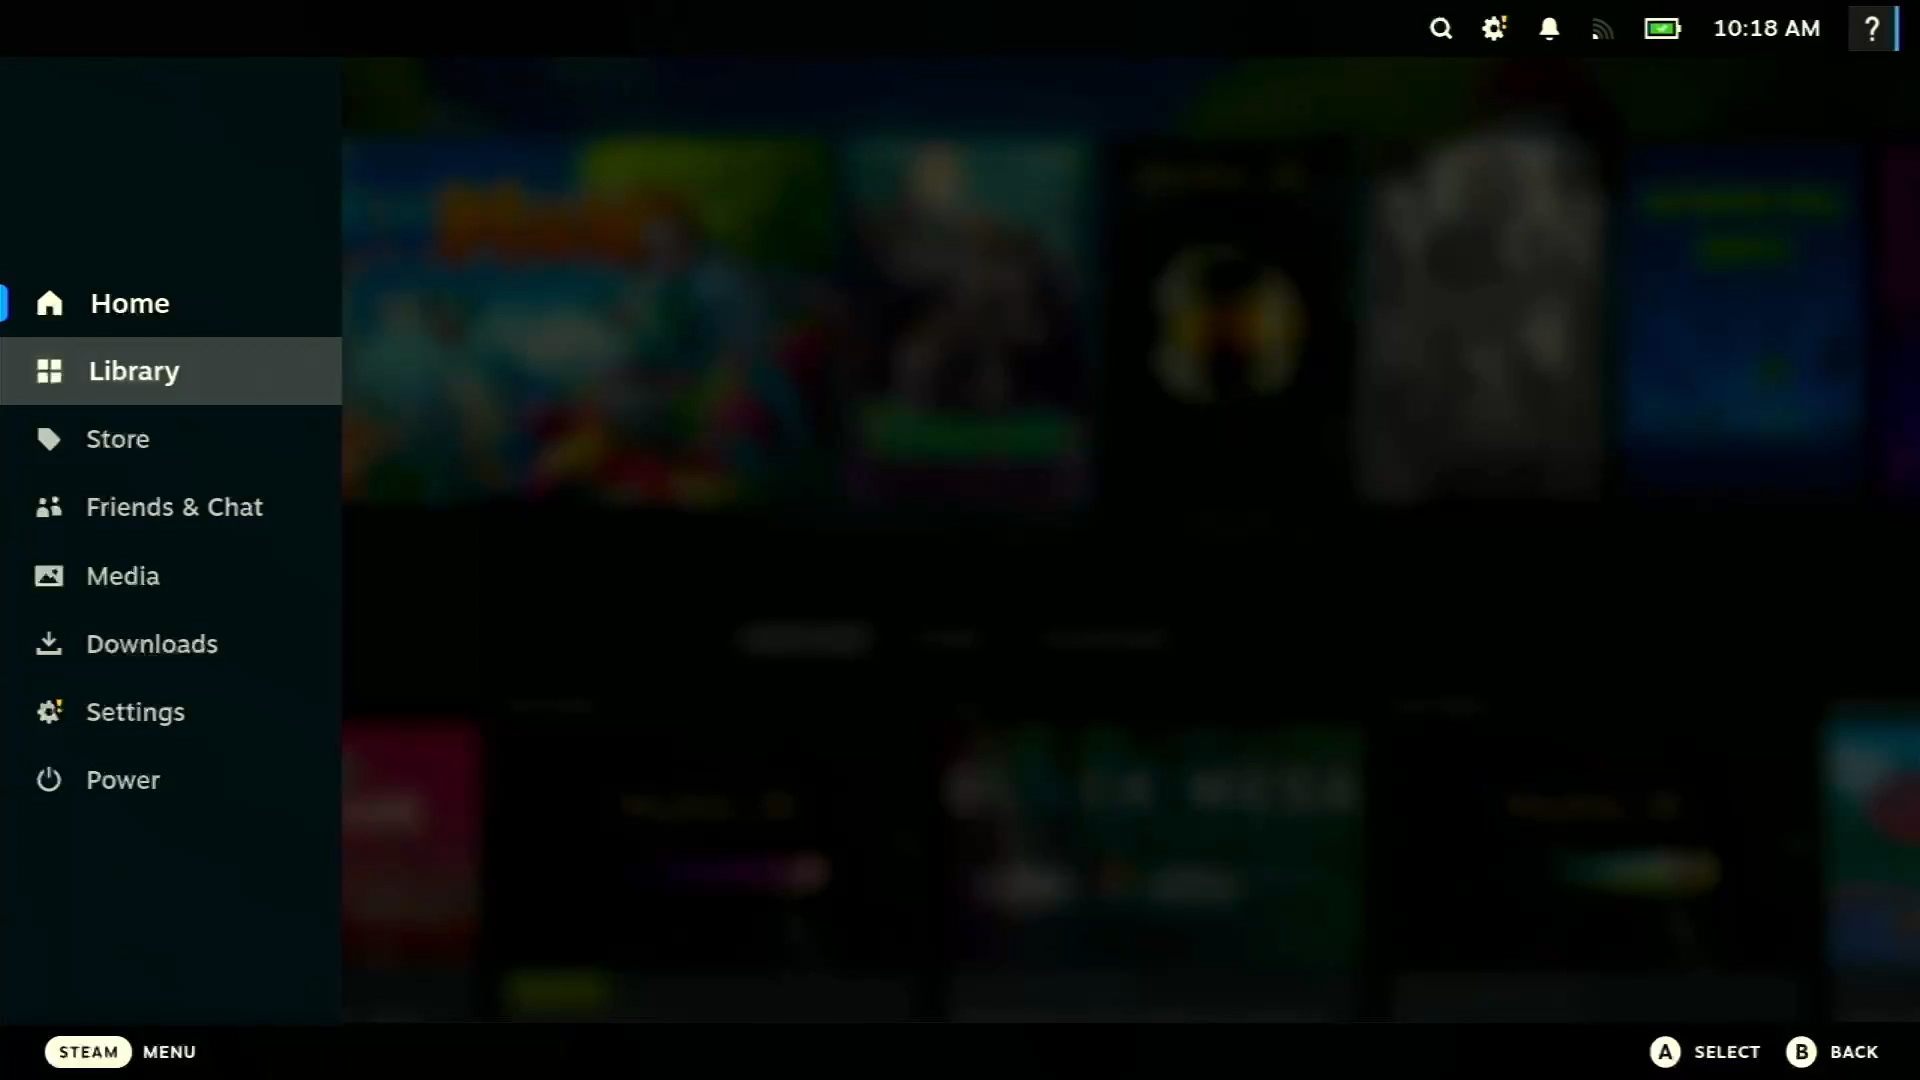 10:18 AM
?
Home
Library
Store
Friends & Chat
Media
Downloads
Settings
Power
STEAM MENU
A SELECT B BACK